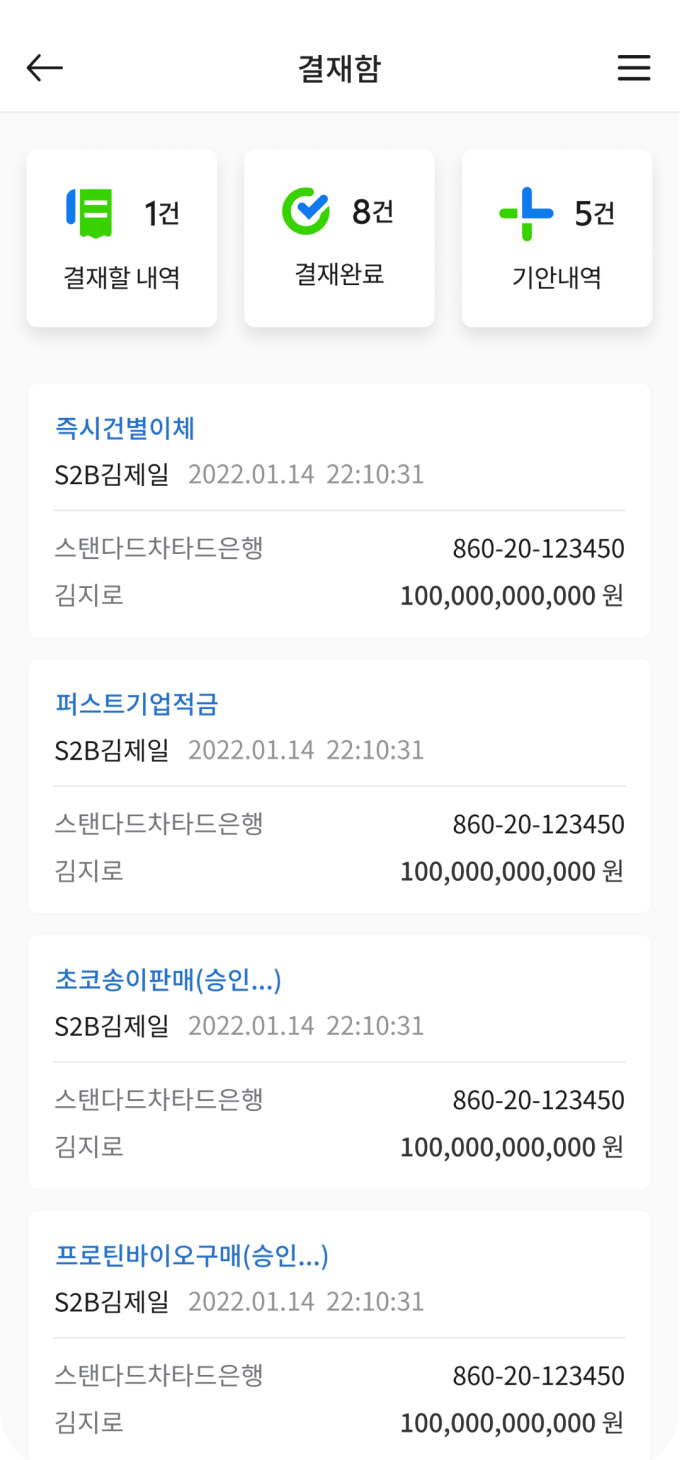 결재함
1건
결재할 내역
8건
결재완료
5건
기안내역
즉시건별이체
S2B김제일 2022.01.14 22:10:31
스탠다드차타드은행 860-20-123450
김지로 100,000,000,000 원
퍼스트기업적금
S2B김제일 2022.01.14 22:10:31
스탠다드차타드은행 860-20-123450
김지로 100,000,000,000 원
초코송이판매(승인...)
S2B김제일 2022.01.14 22:10:31
스탠다드차타드은행 860-20-123450
김지로 100,000,000,000 원
프로틴바이오구매(승인...)
S2B김제일 2022.01.14 22:10:31
스탠다드차타드은행 860-20-123450
김지로 100,000,000,000 원